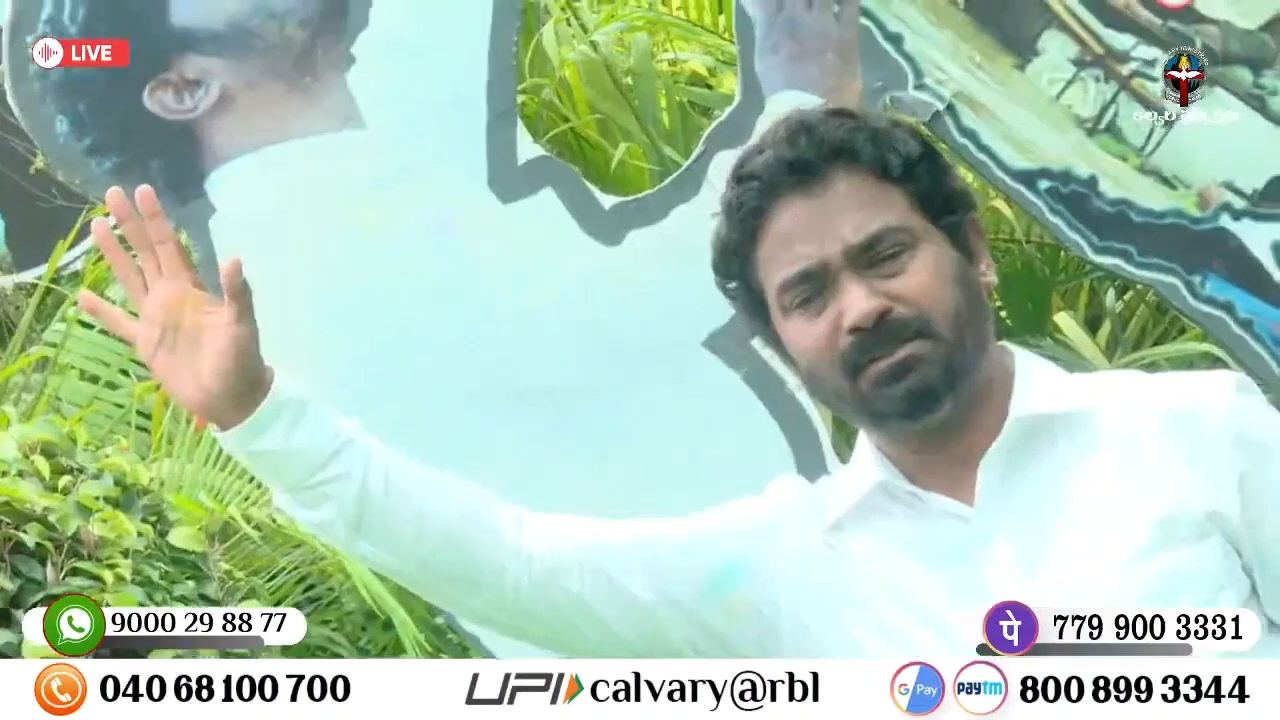 LIVE
9000 29 88 77
पे 779 900 3331
040 68 100 700
UPI calvary@rbl
G Pay
paytm
800 899 3344